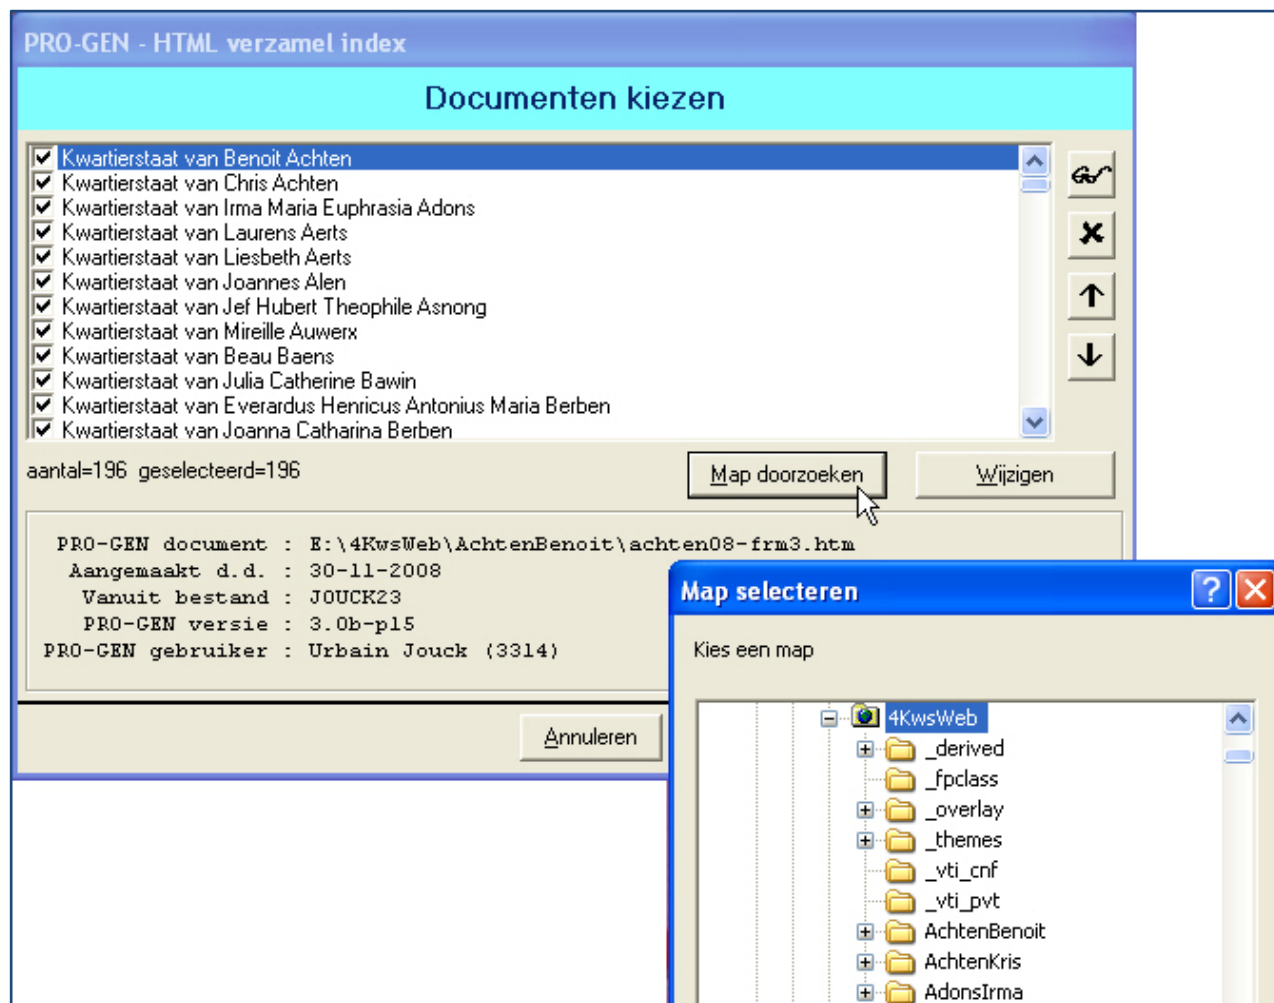 PRO-GEN - HTML verzamel index
Documenten kiezen
Kwartierstaat van Benoit Achten
Kwartierstaat van Chris Achten
Kwartierstaat van Irma Maria Euphrasia Adons
Kwartierstaat van Laurens Aerts
Kwartierstaat van Liesbeth Aerts
Kwartierstaat van Joannes Alen
Kwartierstaat van Jef Hubert Theophile Asnong
Kwartierstaat van Mireille Auwerx
Kwartierstaat van Beau Baens
Kwartierstaat van Julia Catherine Bawin
Kwartierstaat van Everardus Henricus Antonius Maria Berben
Kwartierstaat van Joanna Catharina Berben
aantal=196 geselecteerd=196
Map doorzoeken
Wijzigen
PRO-GEN document : E:\4KwsWeb\AchtenBenoit\achten08-frm3.htm
Aangemaakt d.d. : 30-11-2008
Vanuit bestand : JOUCK23
PRO-GEN versie : 3.0b-pl5
PRO-GEN gebruiker : Urbain Jouck (3314)
Annuleren
Map selecteren
Kies een map
4KwsWeb
_derived
_fpclass
_overlay
_themes
_vti_cnf
_vti_pvt
AchtenBenoit
AchtenKris
AdonsIrma